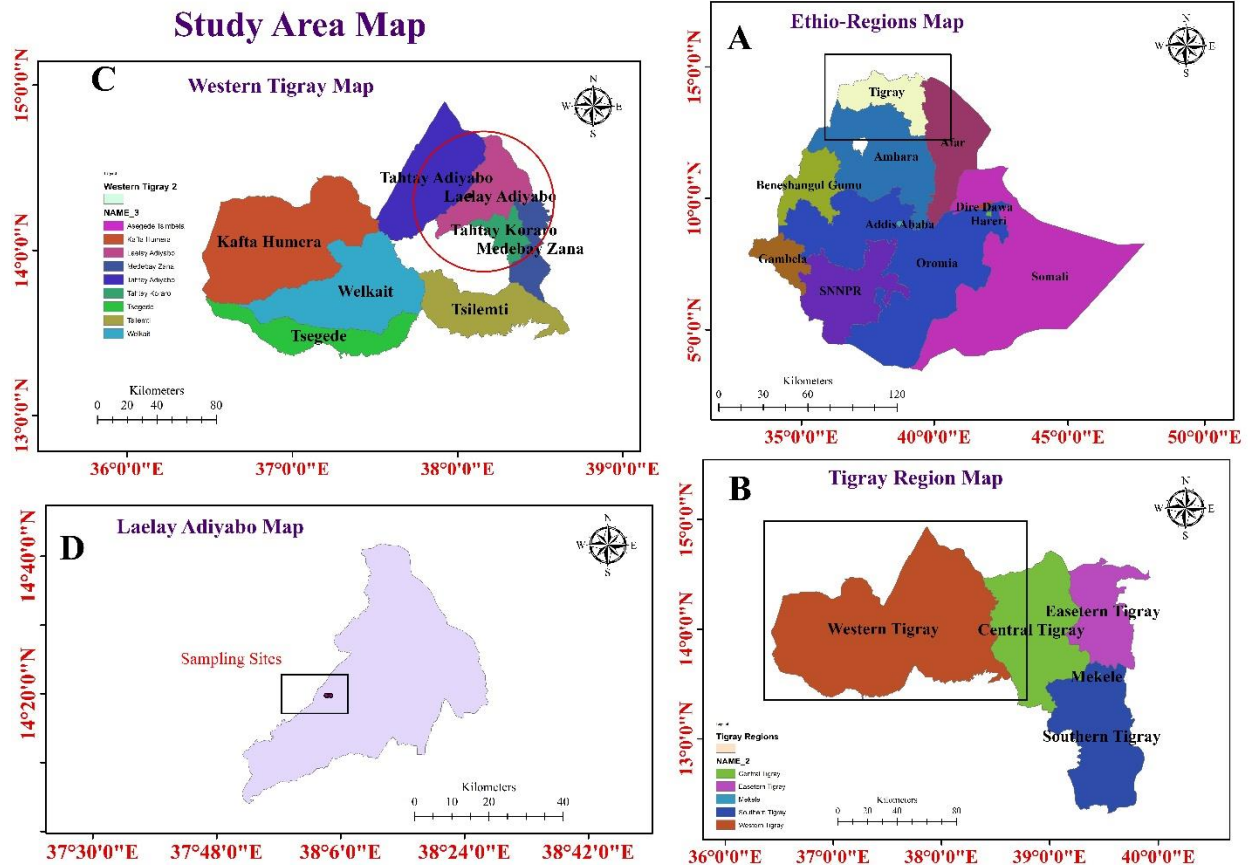 Study Area Map
C
Western Tigray Map
N
W E
S
15°0'0"N
14°0'0"N
13°0'0"N
Western Tigray 2
NAME_3
Asegede Tsimbela
Kafta Humera
Laelay Adiyabo
Medebay Zana
Tahtay Adiyabo
Tahtay Koraro
Tsegede
Tsilemti
Welkait
Tahtay Adiyabo
Laelay Adiyabo
Kafta Humera
Tahtay Koraro
Medebay Zana
Welkait
Tsilemti
Tsegede
Kilometers
0 20 40 80
36°0'0"E 37°0'0"E 38°0'0"E 39°0'0"E
Ethio-Regions Map
A
N
W E
S
15°0'0"N
10°0'0"N
5°0'0"N
Tigray
Afar
Amhara
Beneshangul Gumu
Dire Dawa
Hareri
Addis Ababa
Gambela
Oromia
Somali
SNNPR
Kilometers
0 30 60 120
35°0'0"E 40°0'0"E 45°0'0"E 50°0'0"E
D
Laelay Adiyabo Map
N
W E
S
14°40'0"N
14°20'0"N
Sampling Sites
Kilometers
0 10 20 40
37°30'0"E 37°48'0"E 38°6'0"E 38°24'0"E 38°42'0"E
B
Tigray Region Map
N
W E
S
15°0'0"N
14°0'0"N
13°0'0"N
Easetern Tigray
Western Tigray
Central Tigray
Mekele
Southern Tigray
Tigray Regions
NAME_2
Central Tigray
Easetern Tigray
Mekele
Southern Tigray
Western Tigray
Kilometers
0 20 40 80
36°0'0"E 37°0'0"E 38°0'0"E 39°0'0"E 40°0'0"E